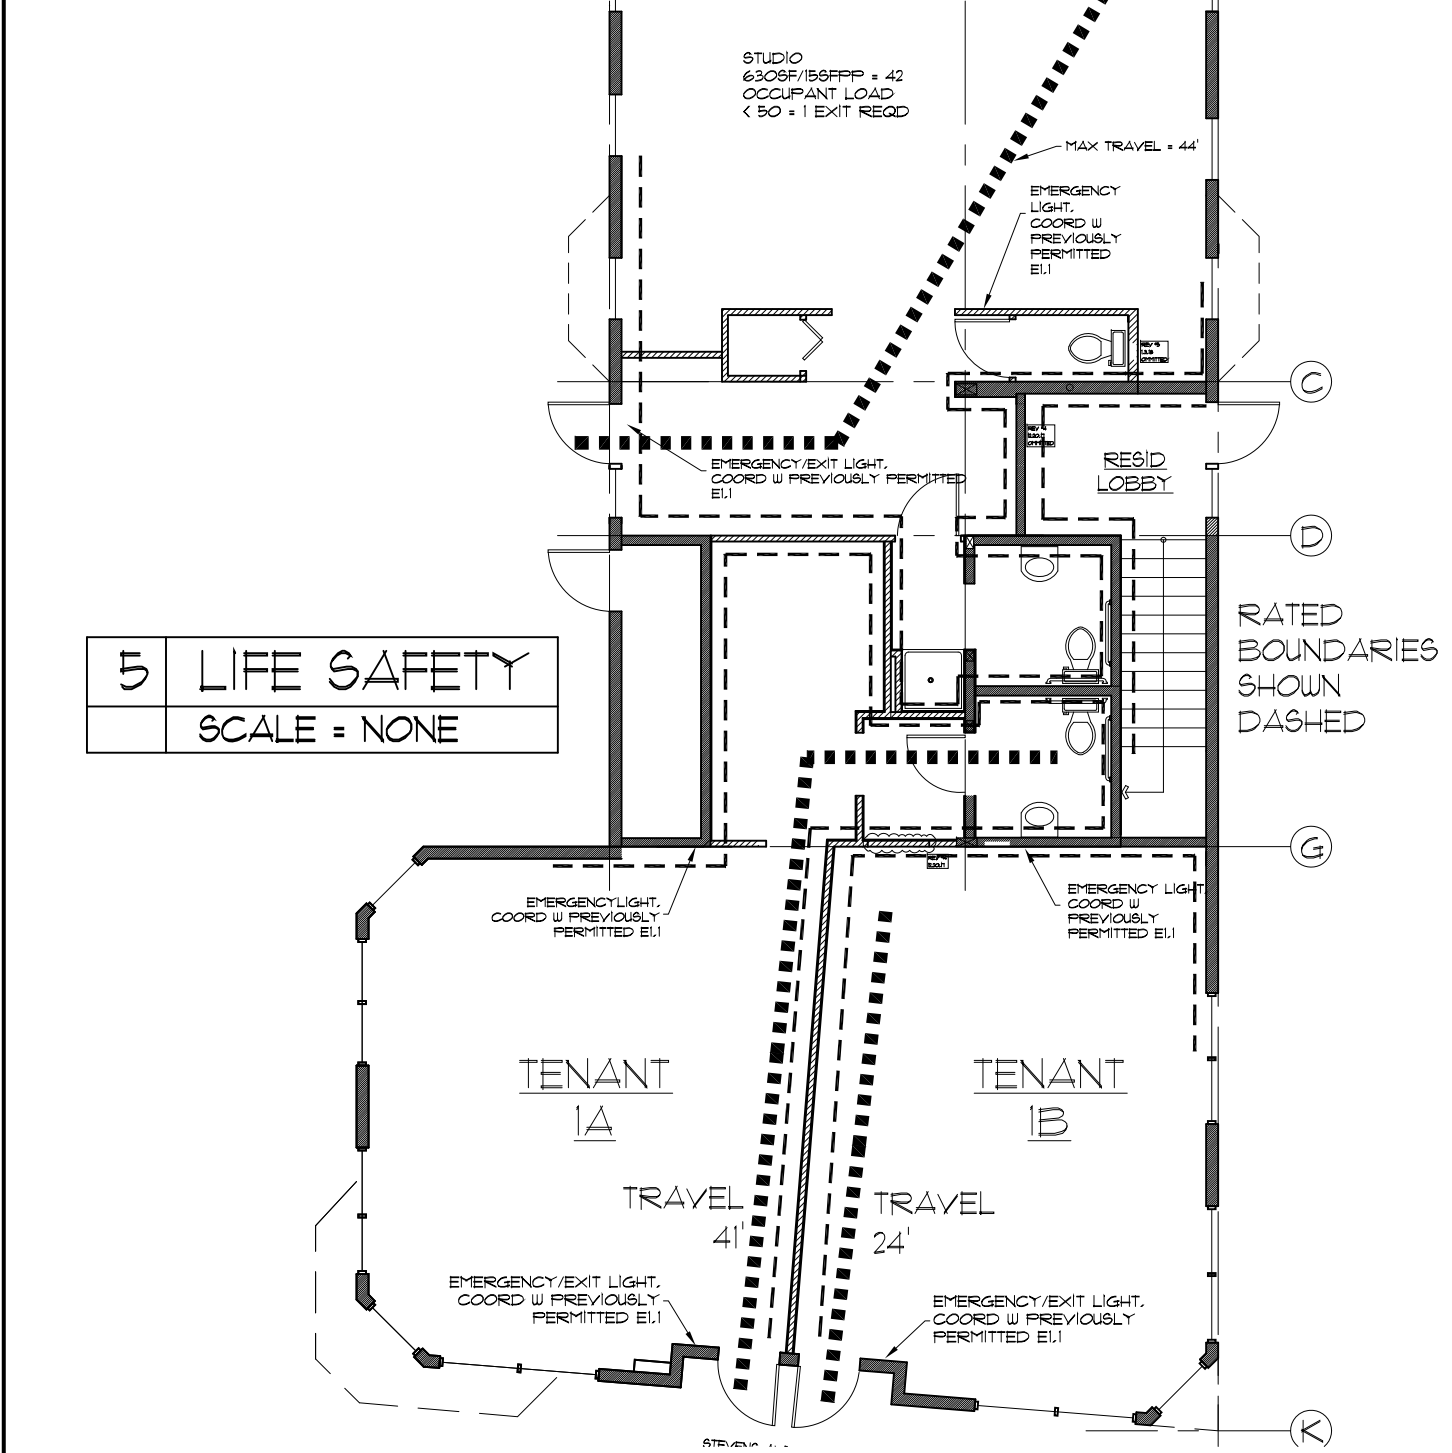 STUDIO
630SF/15SFPP = 42
OCCUPANT LOAD
< 50 = 1 EXIT REQD
MAX TRAVEL = 44'
EMERGENCY
LIGHT,
COORD W
PREVIOUSLY
PERMITTED
E1.1
C
EMERGENCY/EXIT LIGHT,
COORD W PREVIOUSLY PERMITTED
E1.1
RESID
LOBBY
D
5 LIFE SAFETY
SCALE = NONE
RATED
BOUNDARIES
SHOWN
DASHED
G
EMERGENCYLIGHT,
COORD W PREVIOUSLY
PERMITTED E1.1
EMERGENCY LIGHT,
COORD W
PREVIOUSLY
PERMITTED E1.1
TENANT
1A
TENANT
1B
TRAVEL
41'
TRAVEL
24'
EMERGENCY/EXIT LIGHT,
COORD W PREVIOUSLY
PERMITTED E1.1
EMERGENCY/EXIT LIGHT,
COORD W PREVIOUSLY
PERMITTED E1.1
K